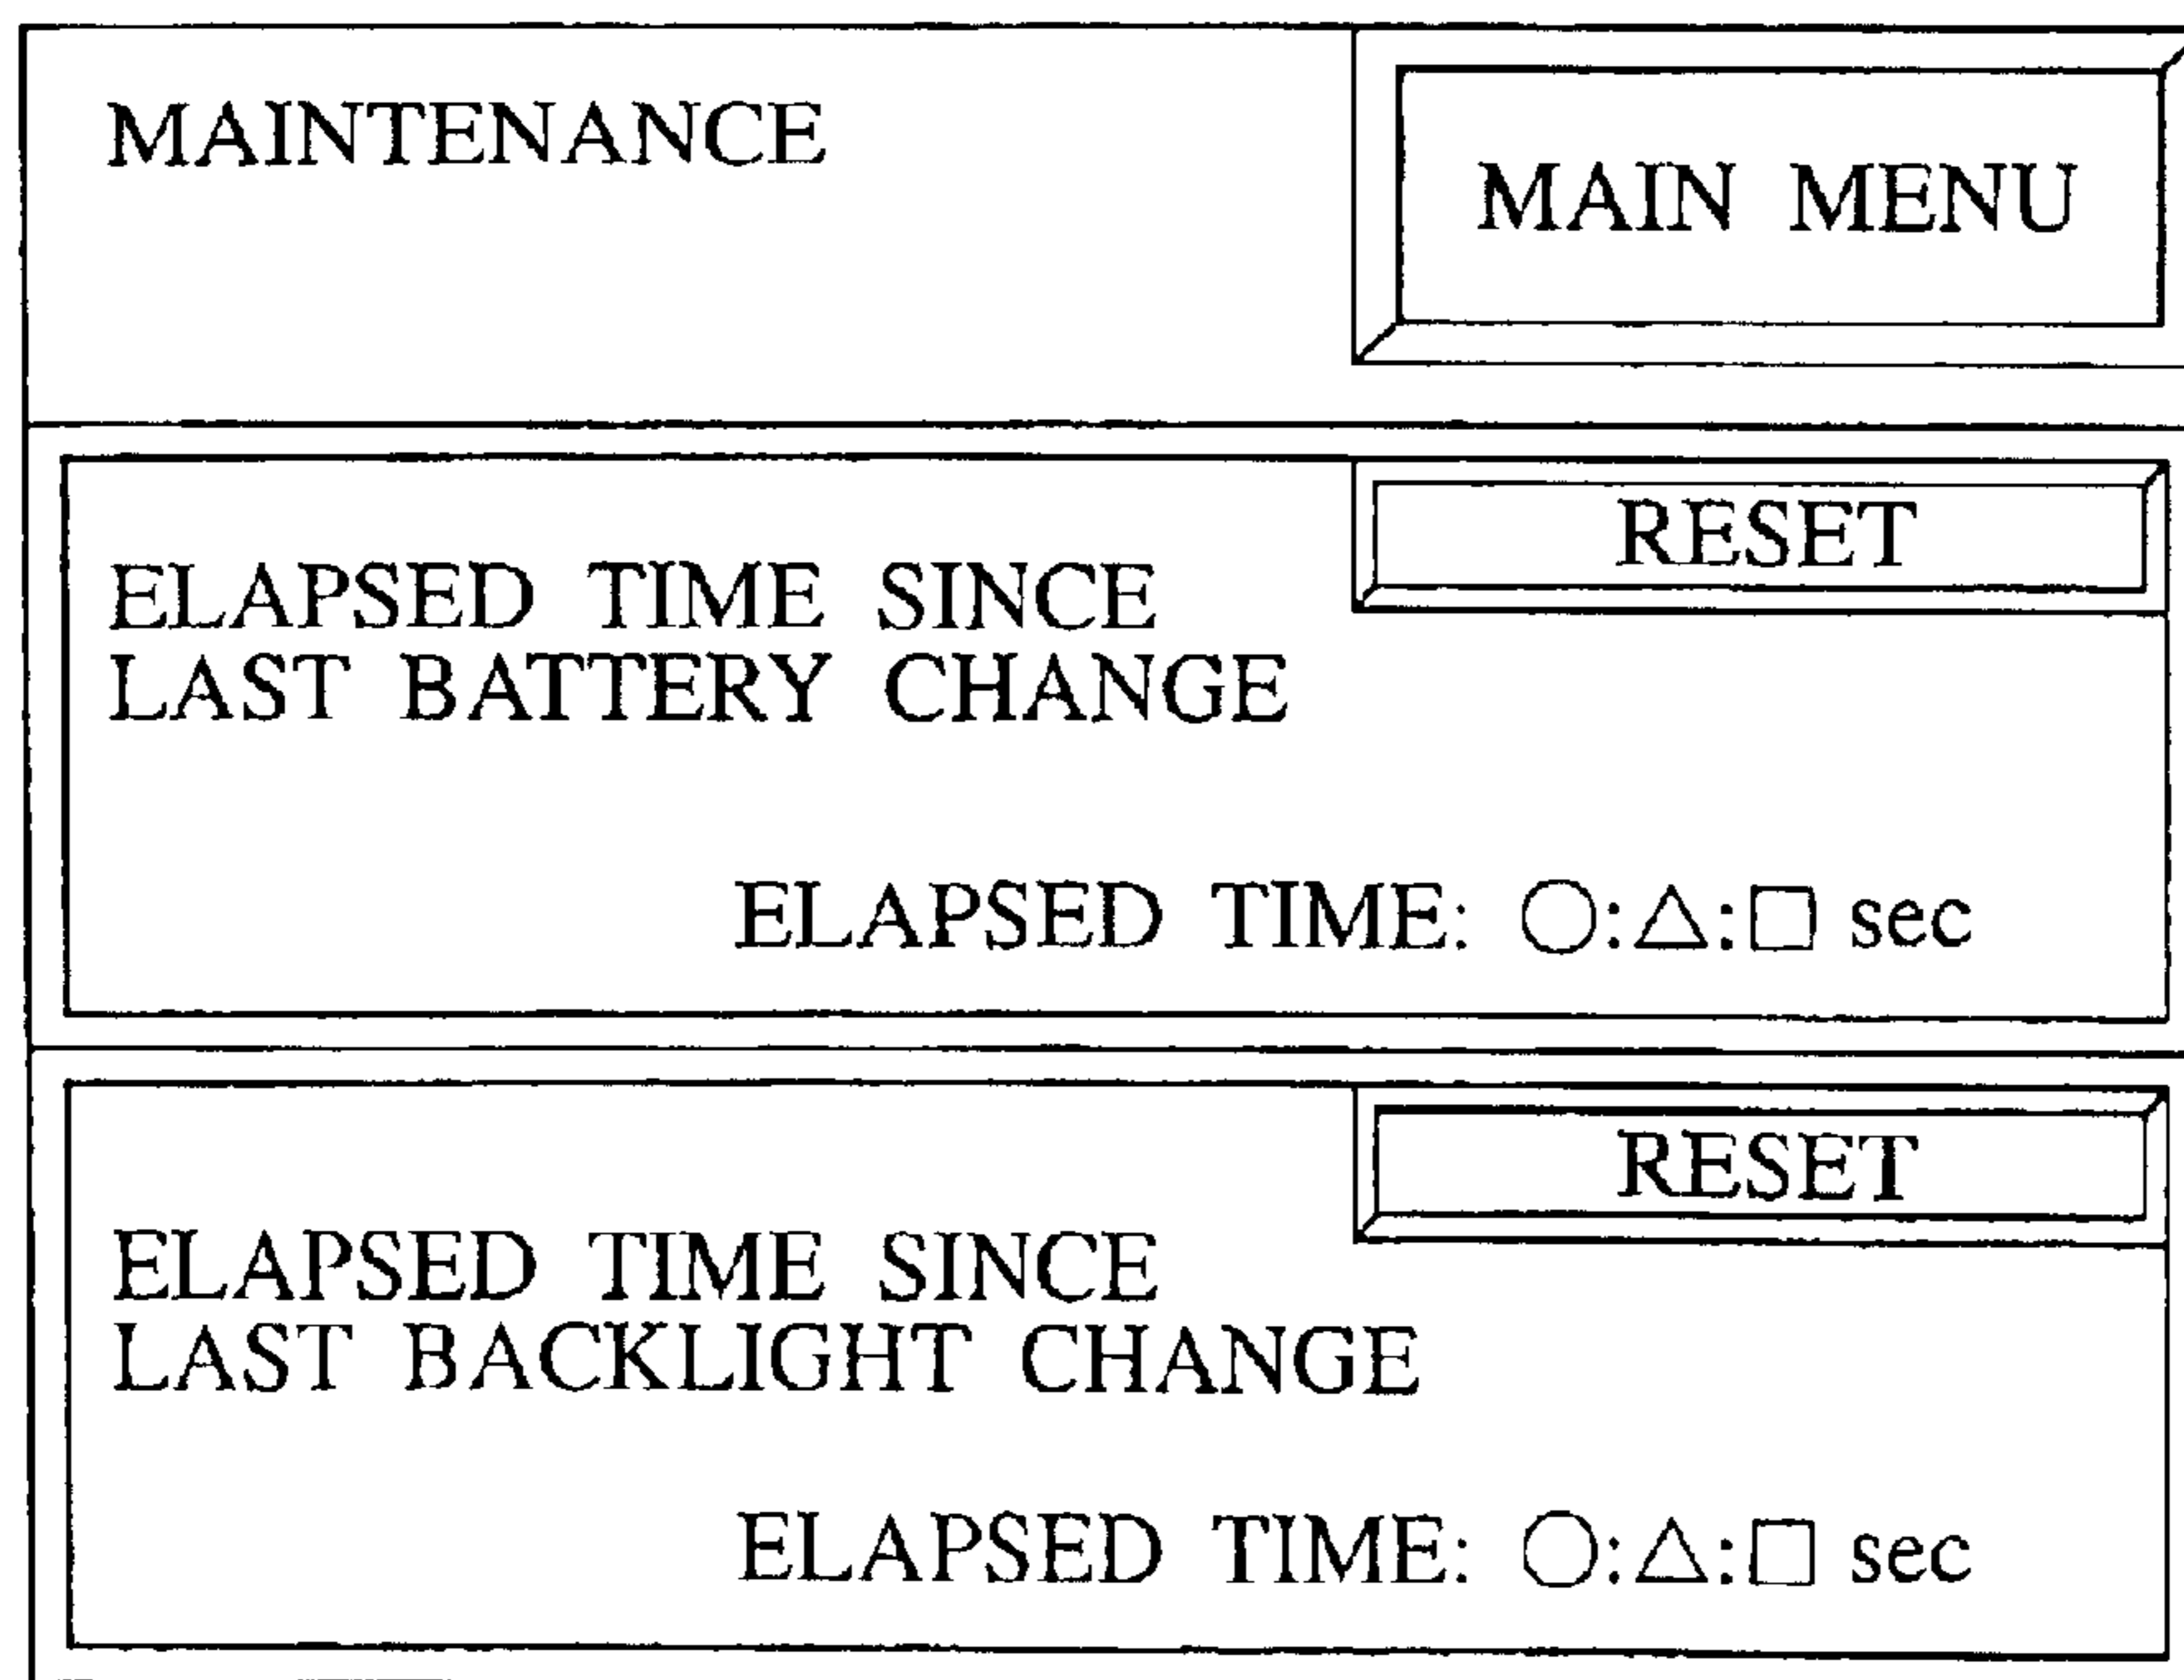 MAINTENANCE
MAIN MENU
RESET
ELAPSED TIME SINCE
LAST BATTERY CHANGE
ELAPSED TIME: ○:△:□ sec
RESET
ELAPSED TIME SINCE
LAST BACKLIGHT CHANGE
ELAPSED TIME: ○:△:□ sec